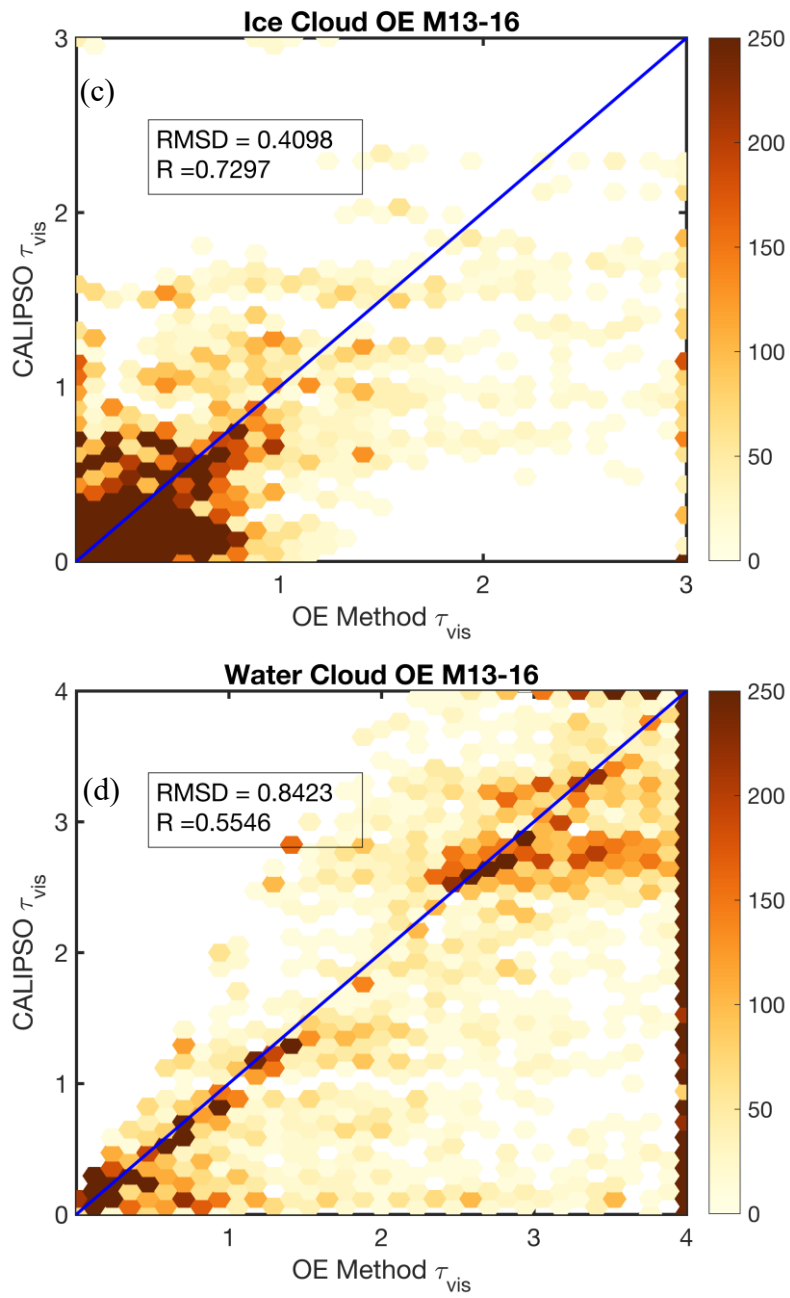 Ice Cloud OE M13-16
(c)
RMSD = 0.4098
R =0.7297
3
2
1
0
CALIPSO τvis
1
2
3
OE Method τvis
250
200
150
100
50
0
Water Cloud OE M13-16
(d)
RMSD = 0.8423
R =0.5546
4
3
2
1
0
CALIPSO τvis
1
2
3
4
OE Method τvis
250
200
150
100
50
0